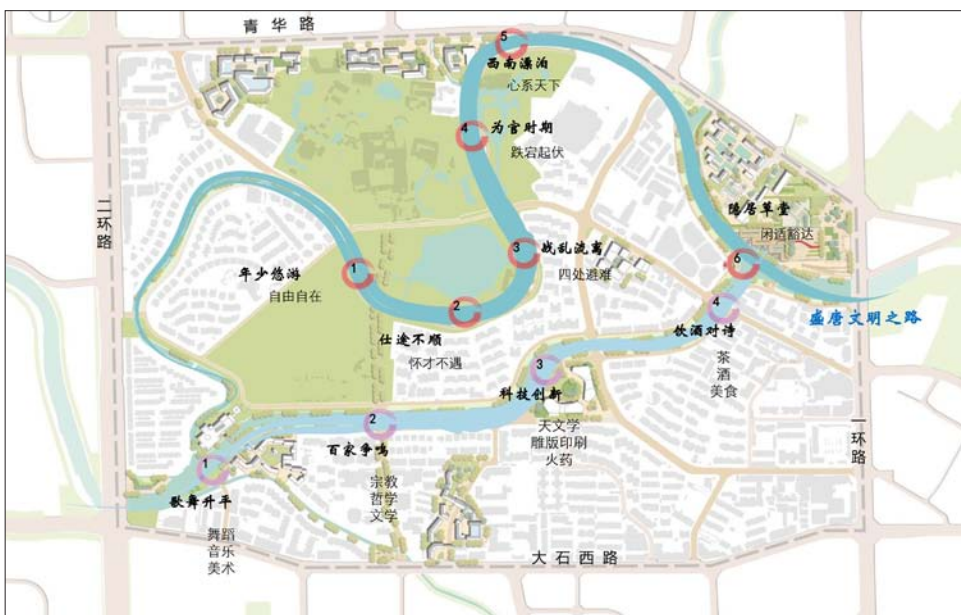 青华路
5
西南漂泊
心系天下
4
为官时期
跌宕起伏
二环路
隐居草堂
闲适豁达
3
战乱流离
四处避难
1
年少悠游
自由自在
6
2
仕途不顺
怀才不遇
4
饮酒对诗
茶
酒
美食
盛唐文明之路
3
科技创新
天文学
雕版印刷
火药
2
百家争鸣
宗教
哲学
文学
一环路
1
歌舞升平
舞蹈
音乐
美术
大石西路